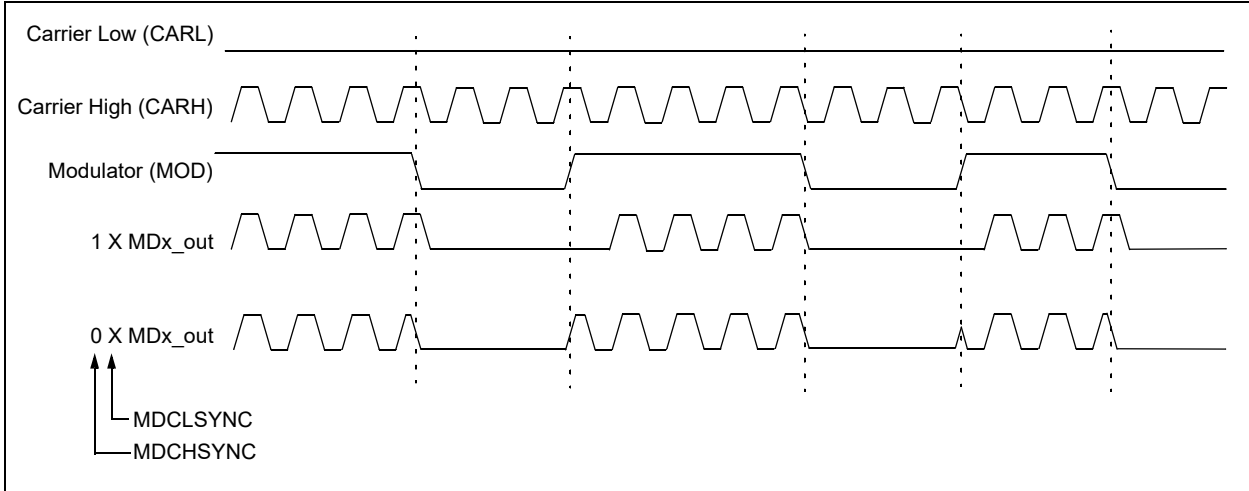 Carrier Low (CARL)
Carrier High (CARH)
Modulator (MOD)
1 X MDx_out
0 X MDx_out
MDCLSYNC
MDCHSYNC